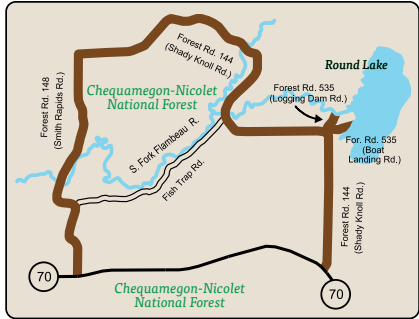 Forest Rd. 144
(Shady Knoll Rd.)
Round Lake
Forest Rd. 148
(Smith Rapids Rd.)
Chequamegon-Nicolet
National Forest
Forest Rd. 535
(Logging Dam Rd.)
S. Fork Flambeau R.
Fish Trap Rd.
For. Rd. 535
(Boat
Landing Rd.)
Forest Rd. 144
(Shady Knoll Rd.)
70
Chequamegon-Nicolet
National Forest
70